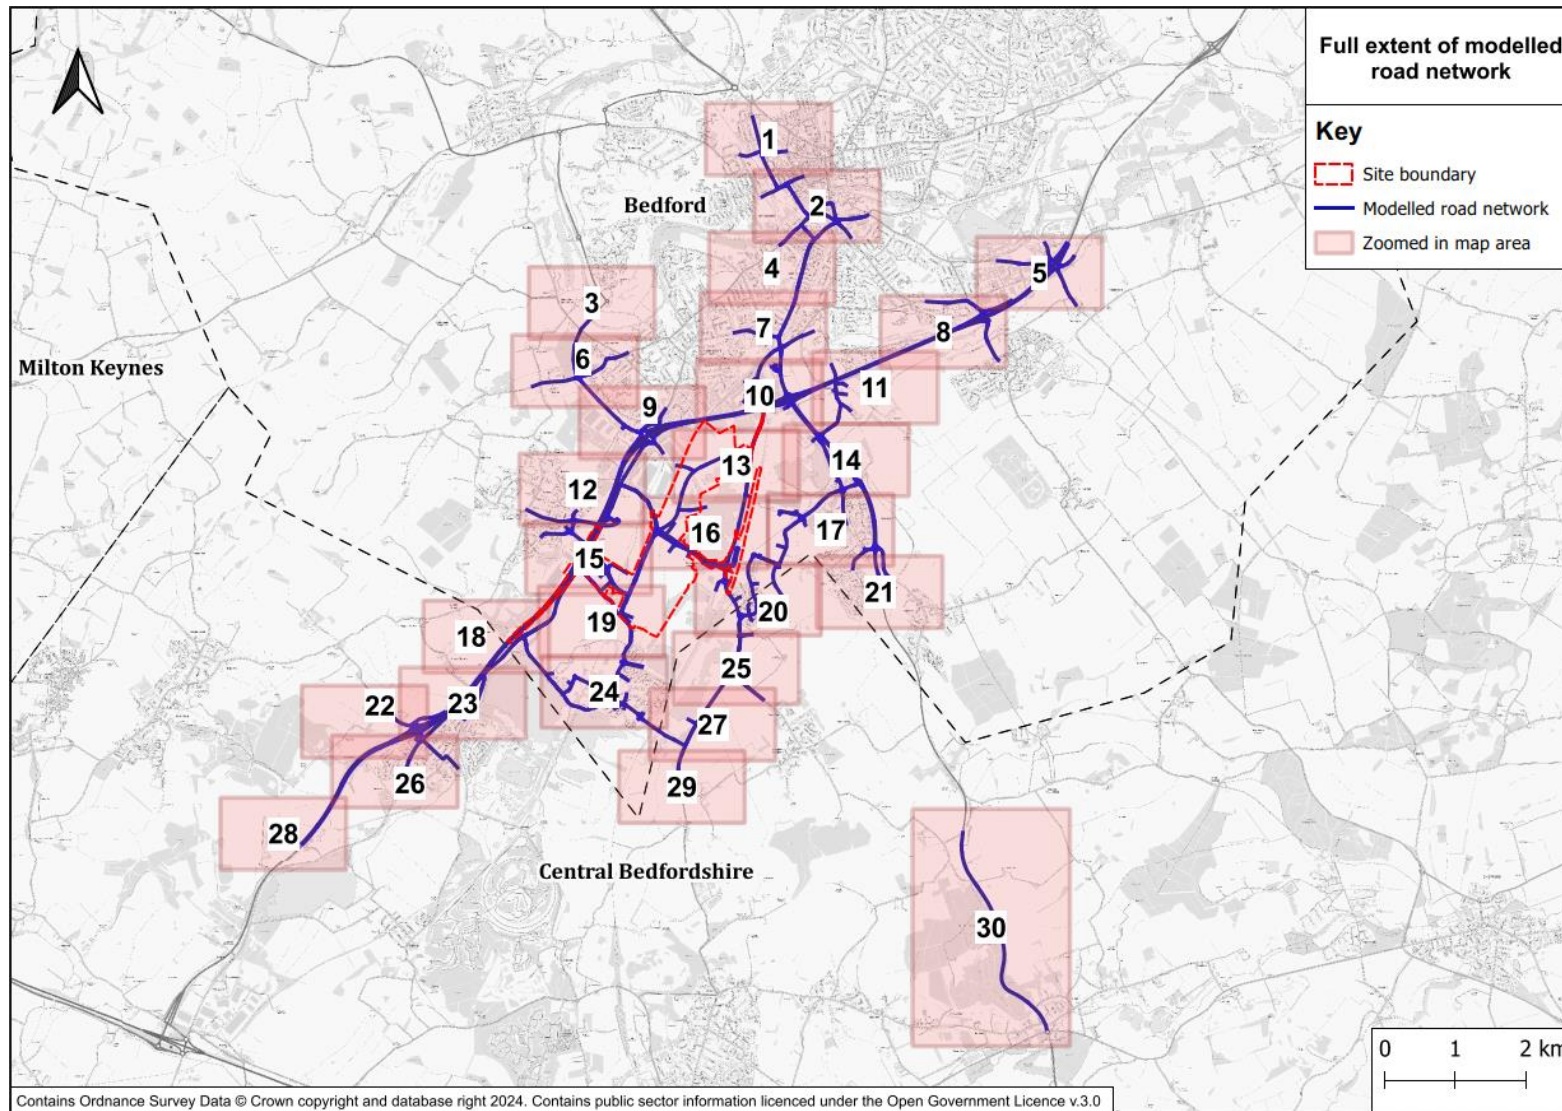 Full extent of modelled
road network
Key
Site boundary
Modelled road network
Zoomed in map area
1
Bedford
2
4
5
3
7
8
6
Milton Keynes
10
11
9
13
14
12
16
17
15
21
20
19
18
25
24
23
22
27
26
29
28
Central Bedfordshire
30
0 1 2 km
Contains Ordnance Survey Data © Crown copyright and database right 2024. Contains public sector information licenced under the Open Government Licence v.3.0